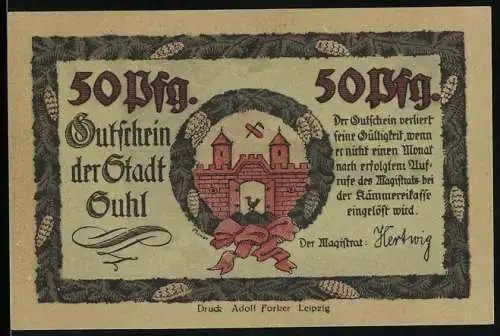 50 Pfg.
Gutschein
der Stadt
Suhl
50 Pfg.
Der Gutschein verliert
seine Gültigkeit, wenn
er nicht einen Monat
nach erfolgtem Auf-
rufe des Magistrats bei
der Kämmereikasse
eingelöst wird.
Der Magistrat: Hertwig
Druck Adolf Forker Leipzig